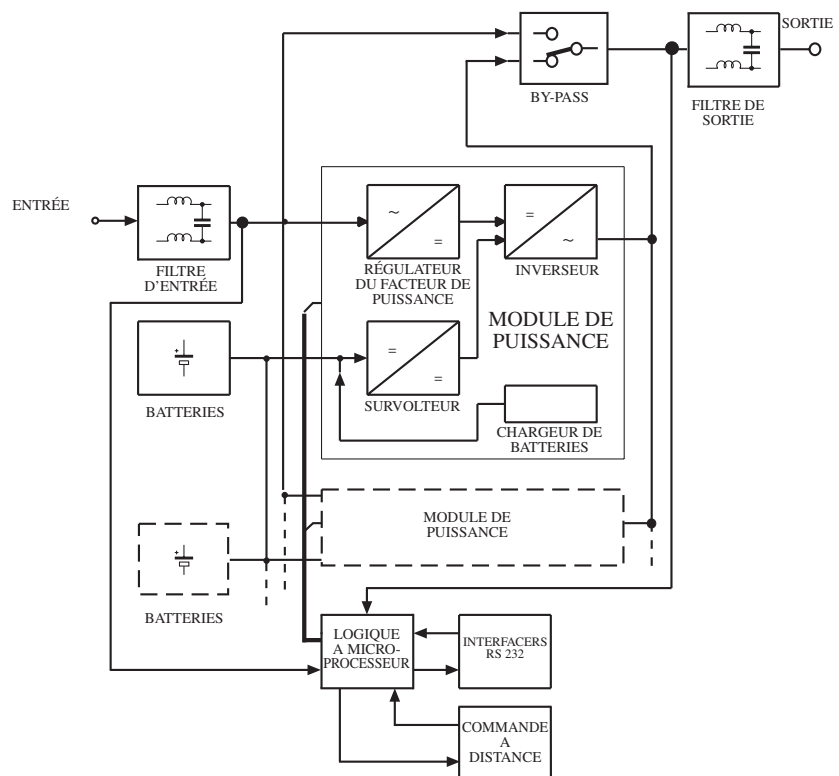 SORTIE
BY-PASS
FILTRE DE
SORTIE
ENTRÉE
~
=
=
~
FILTRE
D'ENTRÉE
RÉGULATEUR
DU FACTEUR DE
PUISSANCE
INVERSEUR
MODULE DE
PUISSANCE
+
=
=
BATTERIES
SURVOLTEUR
CHARGEUR DE
BATTERIES
MODULE DE
PUISSANCE
+
BATTERIES
LOGIQUE
A MICRO-
PROCESSEUR
INTERFACERS
RS 232
COMMANDE
A
DISTANCE